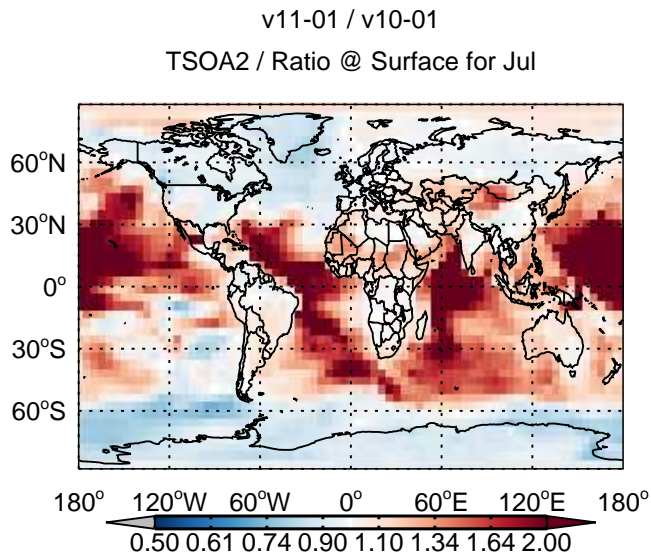 v11-01 / v10-01
TSOA2 / Ratio @ Surface for Jul
60°N
30°N
0°
30°S
60°S
180° 120°W 60°W 0° 60°E 120°E 180°
0.50 0.61 0.74 0.90 1.10 1.34 1.64 2.00